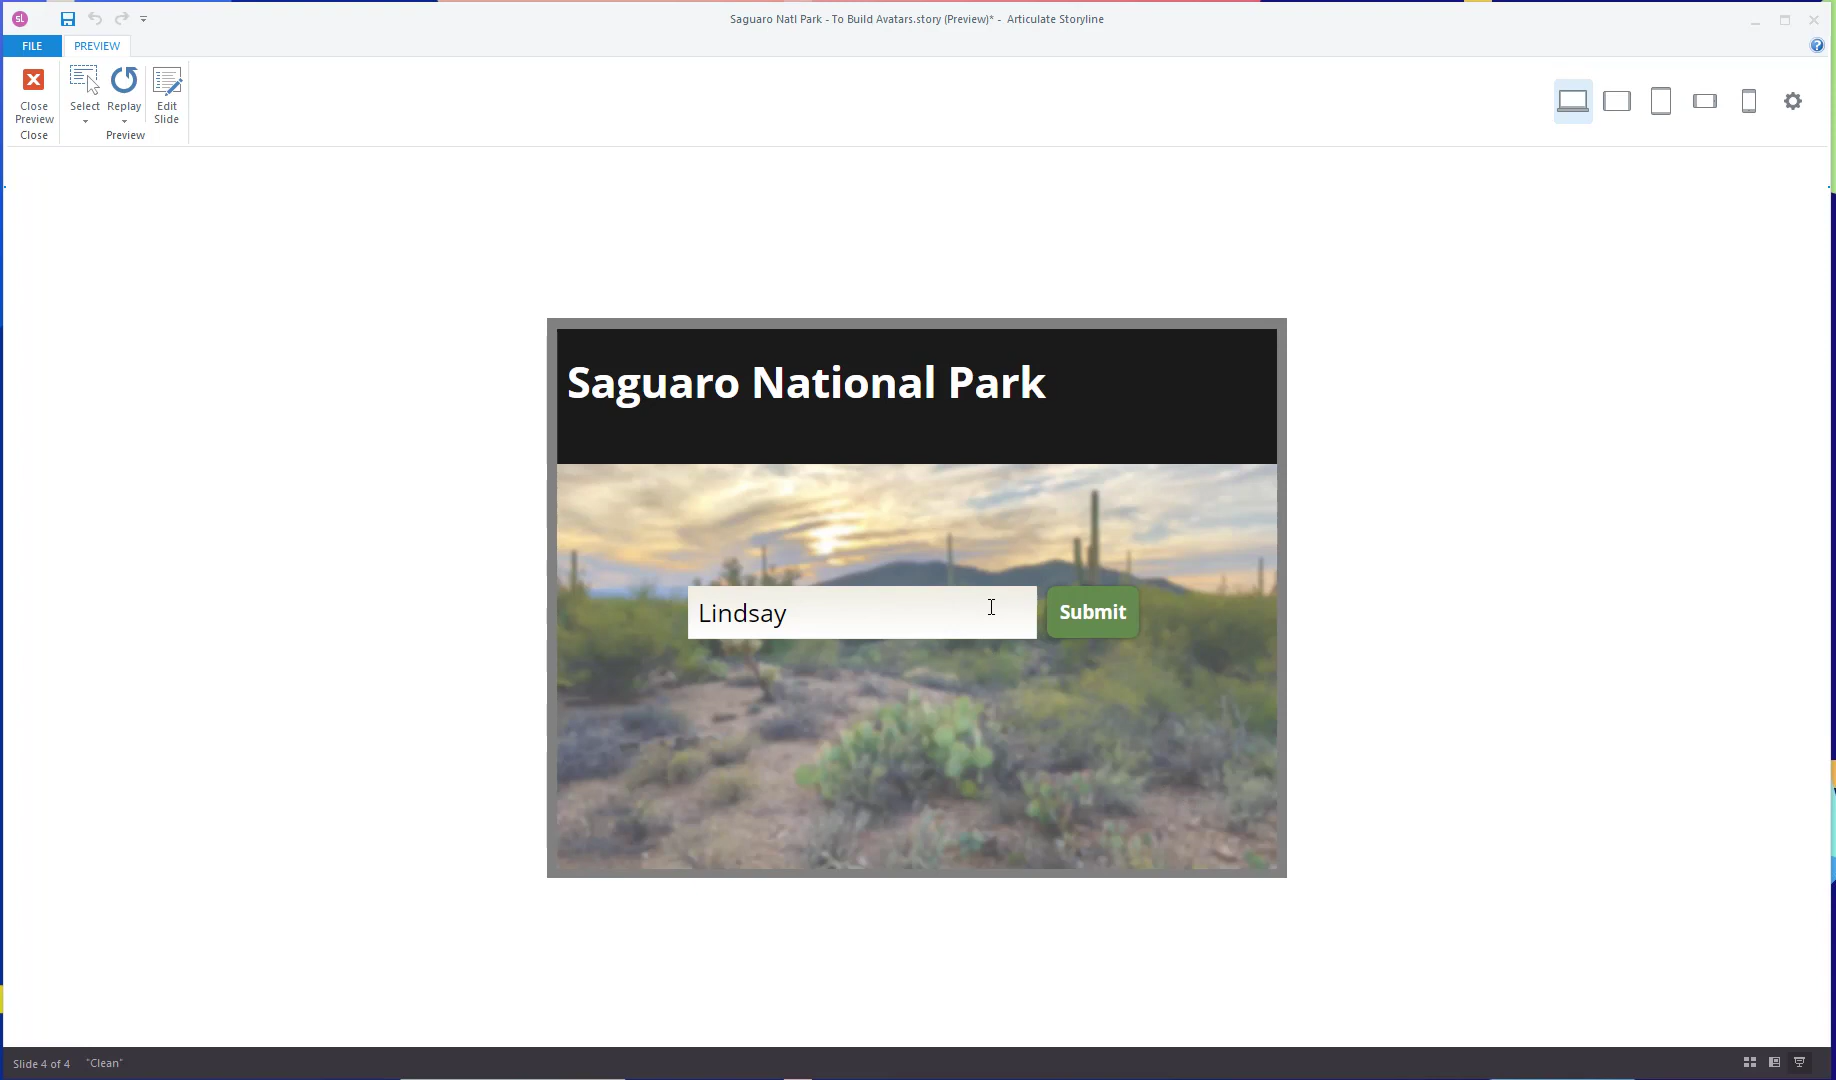 sl
Saguaro Natl Park - To Build Avatars.story (Preview)* - Articulate Storyline
FILE
PREVIEW
?
Close Preview
Select
Replay
Edit Slide
Close
Preview
Saguaro National Park
Lindsay
Submit
Slide 4 of 4
"Clean"